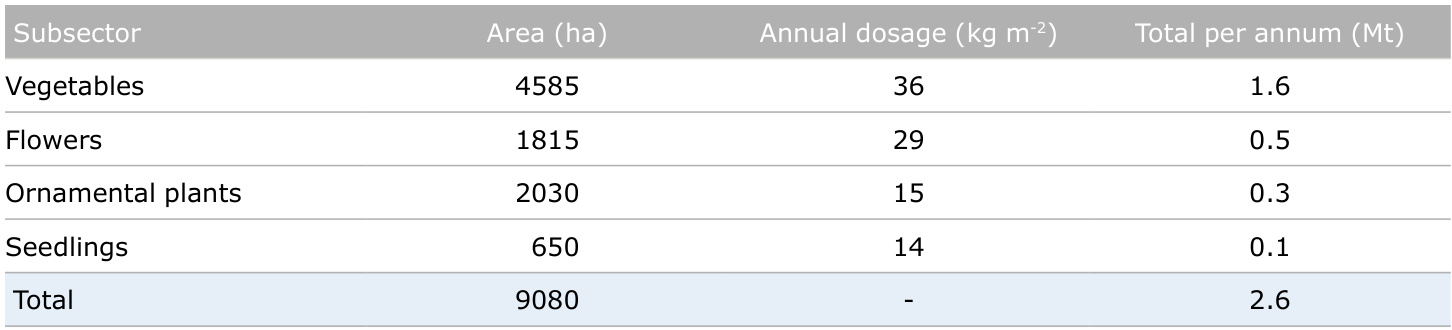 Subsector Area (ha) Annual dosage (kg m⁻²) Total per annum (Mt)
Vegetables 4585 36 1.6
Flowers 1815 29 0.5
Ornamental plants 2030 15 0.3
Seedlings 650 14 0.1
Total 9080 - 2.6